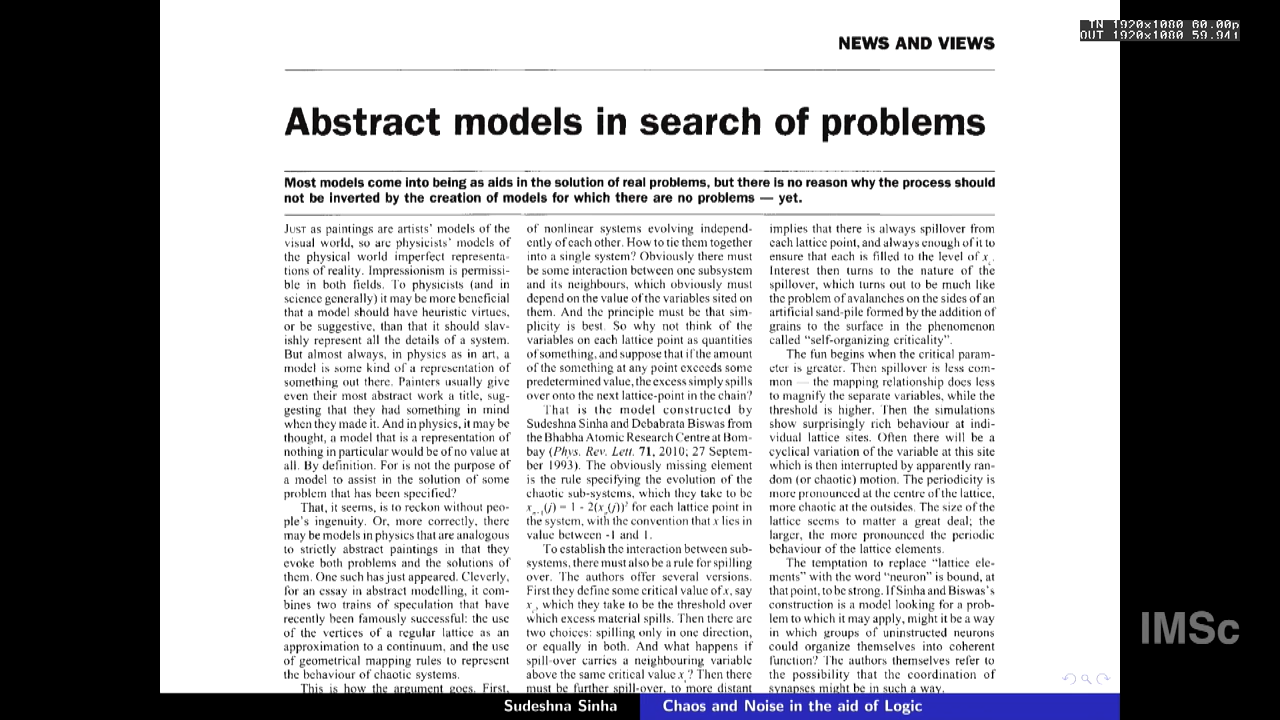 IN 1920x1080 60.00p
OUT 1920x1080 59.94i
NEWS AND VIEWS
Abstract models in search of problems
Most models come into being as aids in the solution of real problems, but there is no reason why the process should
not be inverted by the creation of models for which there are no problems — yet.
JUST as paintings are artists' models of the
visual world, so are physicists' models of
the physical world imperfect representa-
tions of reality. Impressionism is permissi-
ble in both fields. To physicists (and in
science generally) it may be more beneficial
that a model should have heuristic virtues,
or be suggestive, than that it should slav-
ishly represent all the details of a system.
But almost always, in physics as in art, a
model is some kind of a representation of
something out there. Painters usually give
even their most abstract work a title, sug-
gesting that they had something in mind
when they made it. And in physics, it may be
thought, a model that is a representation of
nothing in particular would be of no value at
all. By definition. For is not the purpose of
a model to assist in the solution of some
problem that has been specified?
That, it seems, is to reckon without peo-
ple's ingenuity. Or, more correctly, there
may be models in physics that are analogous
to strictly abstract paintings in that they
evoke both problems and the solutions of
them. One such has just appeared. Cleverly,
for an essay in abstract modelling, it com-
bines two trains of speculation that have
recently been famously successful: the use
of the vertices of a regular lattice as an
approximation to a continuum, and the use
of geometrical mapping rules to represent
the behaviour of chaotic systems.
This is how the argument goes. First,
of nonlinear systems evolving independ-
ently of each other. How to tie them together
into a single system? Obviously there must
be some interaction between one subsystem
and its neighbours, which obviously must
depend on the value of the variables sited on
them. And the principle must be that sim-
plicity is best. So why not think of the
variables on each lattice point as quantities
of something, and suppose that if the amount
of the something at any point exceeds some
predetermined value, the excess simply spills
over onto the next lattice-point in the chain?
That is the model constructed by
Sudeshna Sinha and Debabrata Biswas from
the Bhabha Atomic Research Centre at Bom-
bay (Phys. Rev. Lett. 71, 2010; 27 Septem-
ber 1993). The obviously missing element
is the rule specifying the evolution of the
chaotic sub-systems, which they take to be
xₙ₊₁(j) = 1 - 2(xₙ(j))² for each lattice point in
the system, with the convention that x lies in
value between -1 and 1.
To establish the interaction between sub-
systems, there must also be a rule for spilling
over. The authors offer several versions.
First they define some critical value of x, say
x꜀, which they take to be the threshold over
which excess material spills. Then there are
two choices: spilling only in one direction,
or equally in both. And what happens if
spill-over carries a neighbouring variable
above the same critical value x꜀? Then there
must be further spill-over, to more distant
implies that there is always spillover from
each lattice point, and always enough of it to
ensure that each is filled to the level of x꜀.
Interest then turns to the nature of the
spillover, which turns out to be much like
the problem of avalanches on the sides of an
artificial sand-pile formed by the addition of
grains to the surface in the phenomenon
called "self-organizing criticality".
The fun begins when the critical param-
eter is greater. Then spillover is less com-
mon — the mapping relationship does less
to magnify the separate variables, while the
threshold is higher. Then the simulations
show surprisingly rich behaviour at indi-
vidual lattice sites. Often there will be a
cyclical variation of the variable at this site
which is then interrupted by apparently ran-
dom (or chaotic) motion. The periodicity is
more pronounced at the centre of the lattice,
more chaotic at the outsides. The size of the
lattice seems to matter a great deal; the
larger, the more pronounced the periodic
behaviour of the lattice elements.
The temptation to replace "lattice ele-
ments" with the word "neuron" is bound, at
that point, to be strong. If Sinha and Biswas's
construction is a model looking for a prob-
lem to which it may apply, might it be a way
in which groups of uninstructed neurons
could organize themselves into coherent
function? The authors themselves refer to
the possibility that the coordination of
synapses might be in such a way.
IMSc
Sudeshna Sinha
Chaos and Noise in the aid of Logic